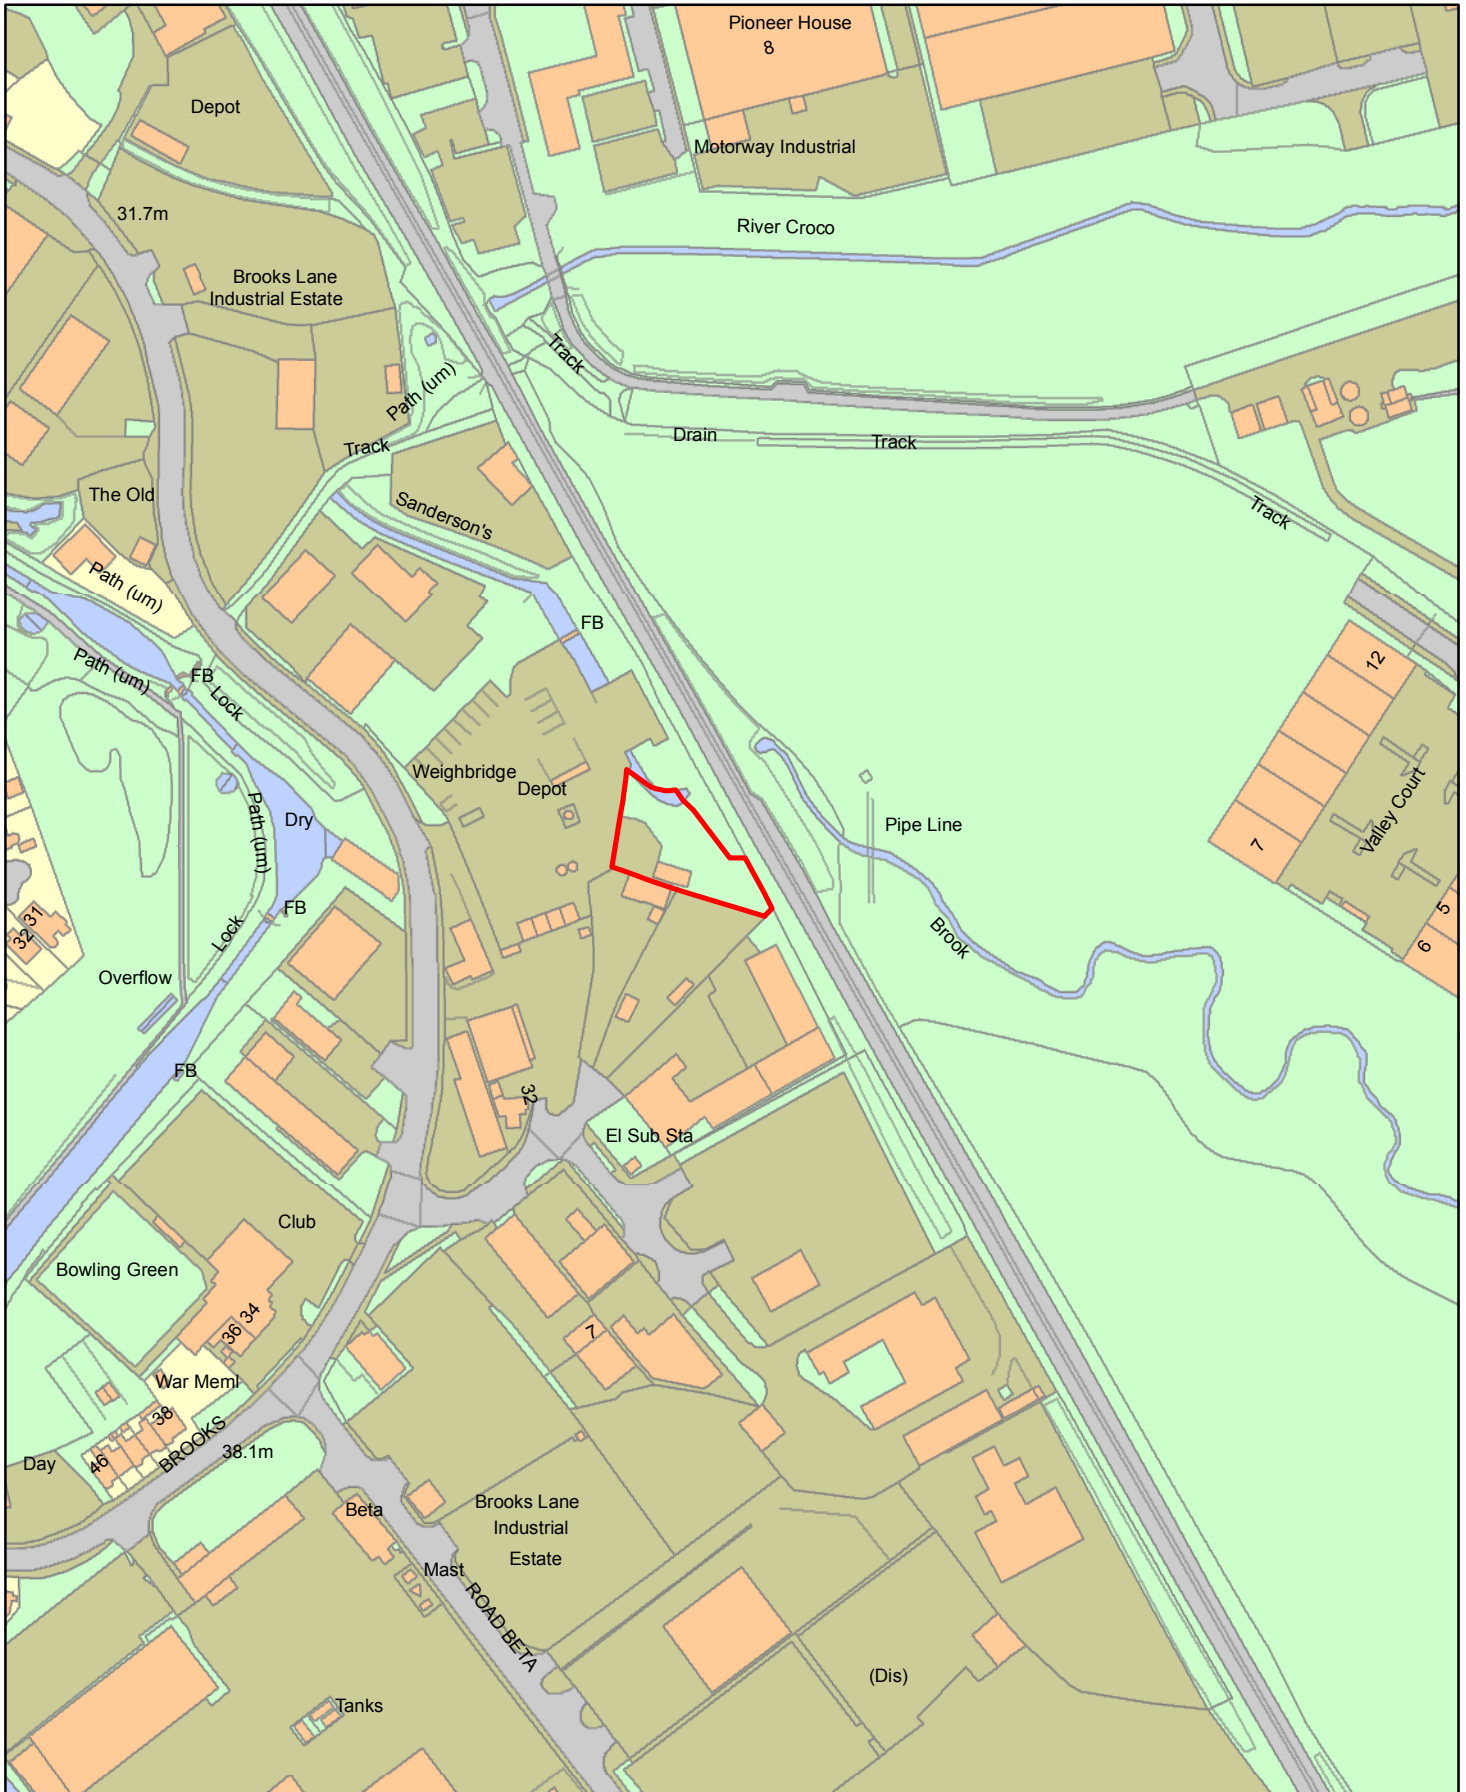 Pioneer House
8
Depot
Motorway Industrial
31.7m
River Croco
Brooks Lane
Industrial Estate
Track
Path (um)
Drain
Track
Track
The Old
Sanderson's
Track
Path (um)
FB
Path (um)
FB
Lock
12
Weighbridge
Depot
Path (um)
Dry
Pipe Line
Valley Court
7
31
32
FB
Lock
5
6
Brook
Overflow
FB
32
El Sub Sta
Club
Bowling Green
34
36
7
War Meml
38
BROOKS
46
Day
38.1m
Beta
Brooks Lane
Industrial
Estate
Mast
ROAD BETA
(Dis)
Tanks